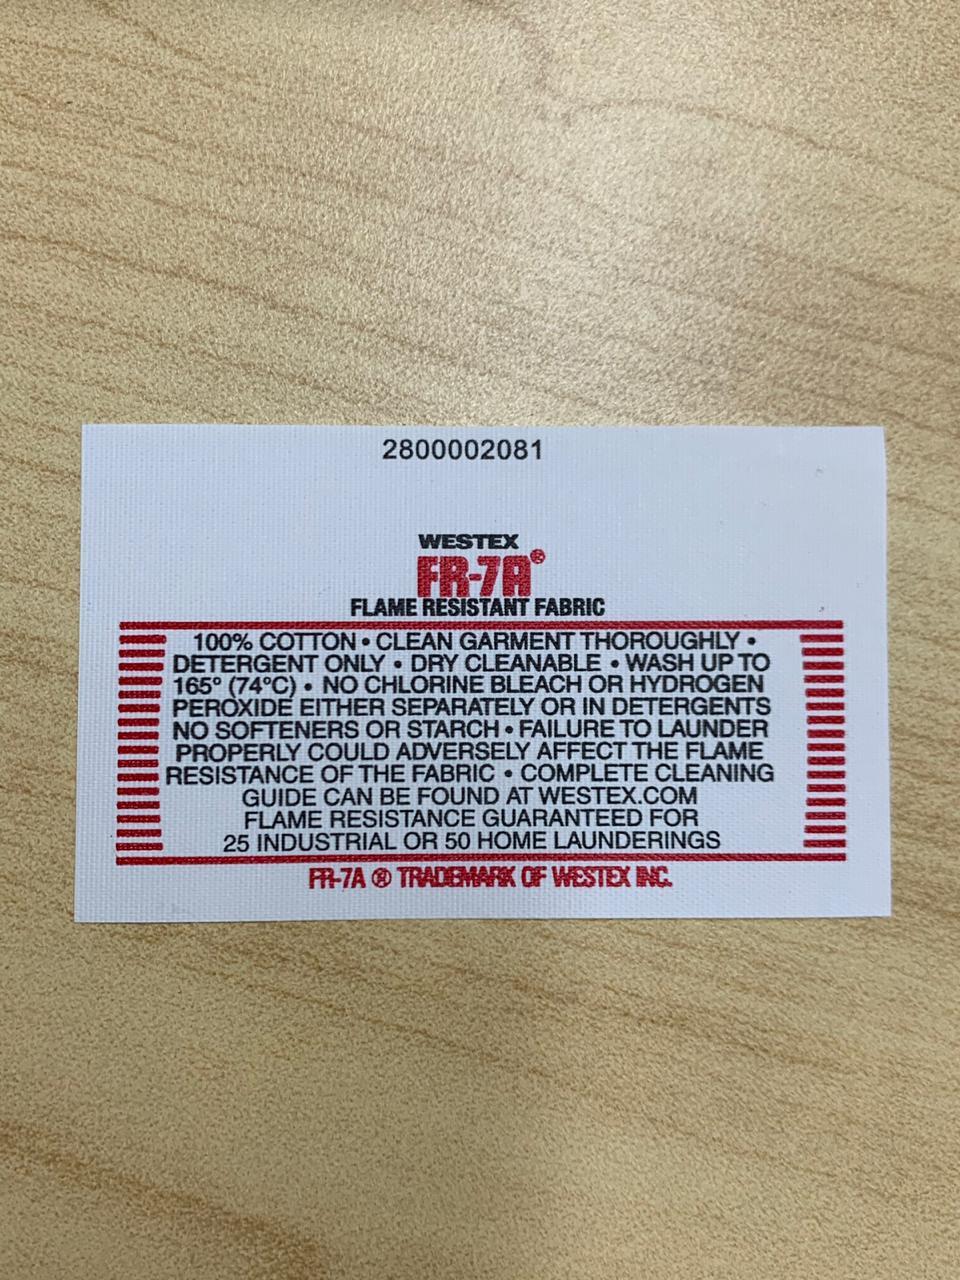 2800002081
WESTEX
FR-7A®
FLAME RESISTANT FABRIC
100% COTTON • CLEAN GARMENT THOROUGHLY •
DETERGENT ONLY • DRY CLEANABLE • WASH UP TO
165° (74°C) • NO CHLORINE BLEACH OR HYDROGEN
PEROXIDE EITHER SEPARATELY OR IN DETERGENTS
NO SOFTENERS OR STARCH • FAILURE TO LAUNDER
PROPERLY COULD ADVERSELY AFFECT THE FLAME
RESISTANCE OF THE FABRIC • COMPLETE CLEANING
GUIDE CAN BE FOUND AT WESTEX.COM
FLAME RESISTANCE GUARANTEED FOR
25 INDUSTRIAL OR 50 HOME LAUNDERINGS
FR-7A ® TRADEMARK OF WESTEX INC.